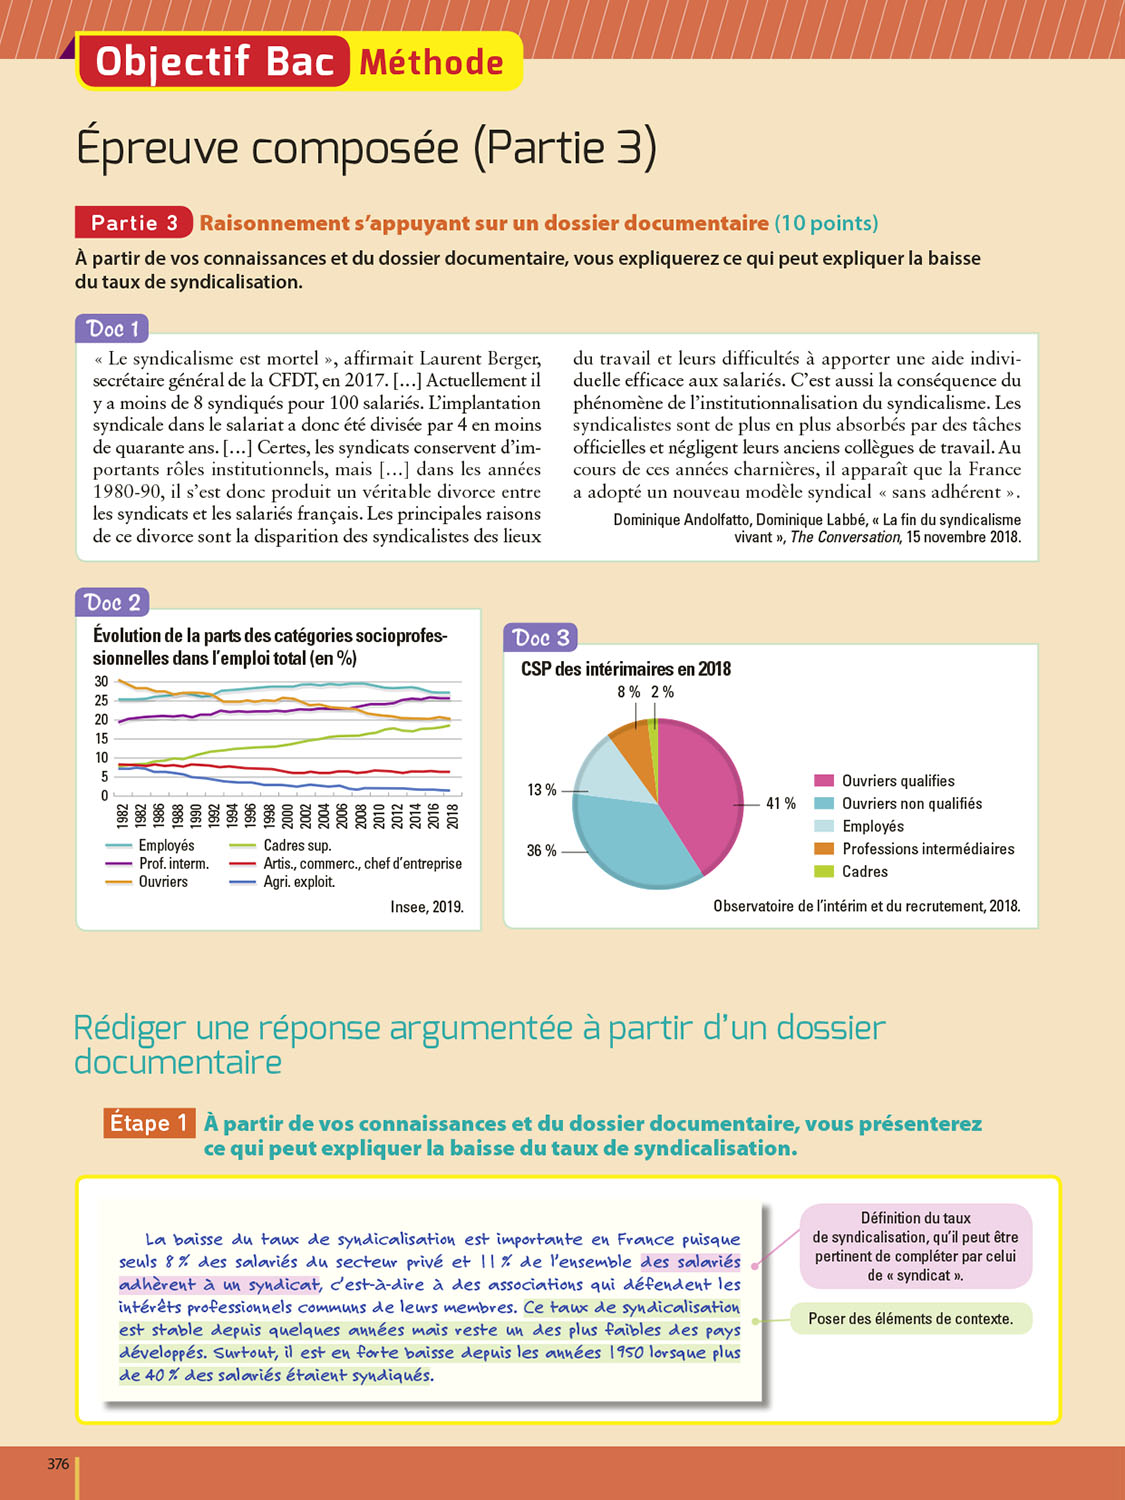 Objectif Bac Méthode
Épreuve composée (Partie 3)
Partie 3 Raisonnement s'appuyant sur un dossier documentaire (10 points)
À partir de vos connaissances et du dossier documentaire, vous expliquerez ce qui peut expliquer la baisse
du taux de syndicalisation.
Doc 1
« Le syndicalisme est mortel », affirmait Laurent Berger,
secrétaire général de la CFDT, en 2017. […] Actuellement il
y a moins de 8 syndiqués pour 100 salariés. L'implantation
syndicale dans le salariat a donc été divisée par 4 en moins
de quarante ans. […] Certes, les syndicats conservent d'im-
portants rôles institutionnels, mais […] dans les années
1980-90, il s'est donc produit un véritable divorce entre
les syndicats et les salariés français. Les principales raisons
de ce divorce sont la disparition des syndicalistes des lieux
du travail et leurs difficultés à apporter une aide indivi-
duelle efficace aux salariés. C'est aussi la conséquence du
phénomène de l'institutionnalisation du syndicalisme. Les
syndicalistes sont de plus en plus absorbés par des tâches
officielles et négligent leurs anciens collègues de travail. Au
cours de ces années charnières, il apparaît que la France
a adopté un nouveau modèle syndical « sans adhérent ».
Dominique Andolfatto, Dominique Labbé, « La fin du syndicalisme
vivant », The Conversation, 15 novembre 2018.
Doc 2
Évolution de la parts des catégories socioprofes-
sionnelles dans l'emploi total (en %)
30
25
20
15
10
5
0
1982 1982 1986 1988 1990 1992 1994 1996 1998 2000 2002 2004 2006 2008 2010 2012 2014 2016 2018
Employés
Prof. interm.
Ouvriers
Cadres sup.
Artis., commerc., chef d'entreprise
Agri. exploit.
Insee, 2019.
Doc 3
CSP des intérimaires en 2018
8 % 2 %
13 %
41 %
36 %
Ouvriers qualifies
Ouvriers non qualifiés
Employés
Professions intermédiaires
Cadres
Observatoire de l'intérim et du recrutement, 2018.
Rédiger une réponse argumentée à partir d'un dossier
documentaire
Étape 1 À partir de vos connaissances et du dossier documentaire, vous présenterez
ce qui peut expliquer la baisse du taux de syndicalisation.
La baisse du taux de syndicalisation est importante en France puisque
seuls 8 % des salariés du secteur privé et 11 % de l'ensemble des salariés
adhèrent à un syndicat, c'est-à-dire à des associations qui défendent les
intérêts professionnels communs de leurs membres. Ce taux de syndicalisation
est stable depuis quelques années mais reste un des plus faibles des pays
développés. Surtout, il est en forte baisse depuis les années 1950 lorsque plus
de 40 % des salariés étaient syndiqués.
Définition du taux
de syndicalisation, qu'il peut être
pertinent de compléter par celui
de « syndicat ».
Poser des éléments de contexte.
376